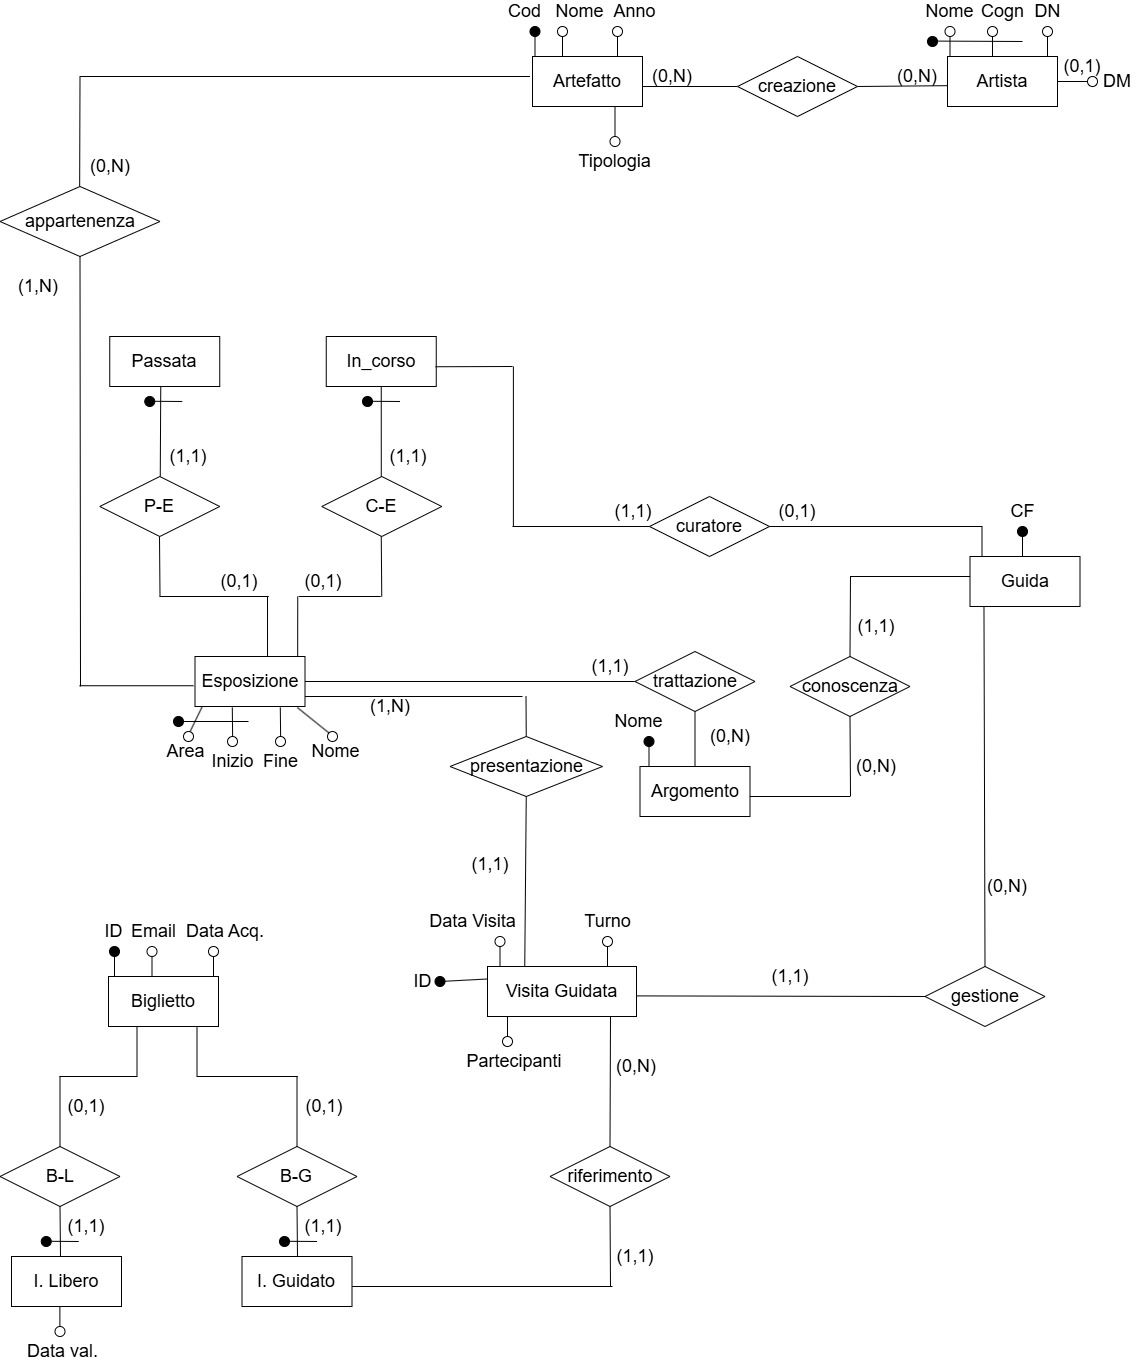 Cod Nome Anno
Nome Cogn DN
Artefatto
(0,N)
creazione
(0,N)
Artista
(0,1)
DM
Tipologia
(0,N)
appartenenza
(1,N)
Passata
In_corso
(1,1)
(1,1)
P-E
C-E
(1,1)
curatore
(0,1)
CF
Guida
(0,1)
(0,1)
(1,1)
conoscenza
(0,N)
Esposizione
(1,1)
trattazione
(1,N)
Nome
(0,N)
Area
Inizio
Fine
Nome
presentazione
Argomento
(1,1)
(0,N)
Data Visita
Turno
ID
Visita Guidata
(1,1)
gestione
Partecipanti
ID Email Data Acq.
Biglietto
(0,N)
(0,1)
(0,1)
B-L
B-G
riferimento
(1,1)
(1,1)
(1,1)
I. Libero
I. Guidato
Data val.